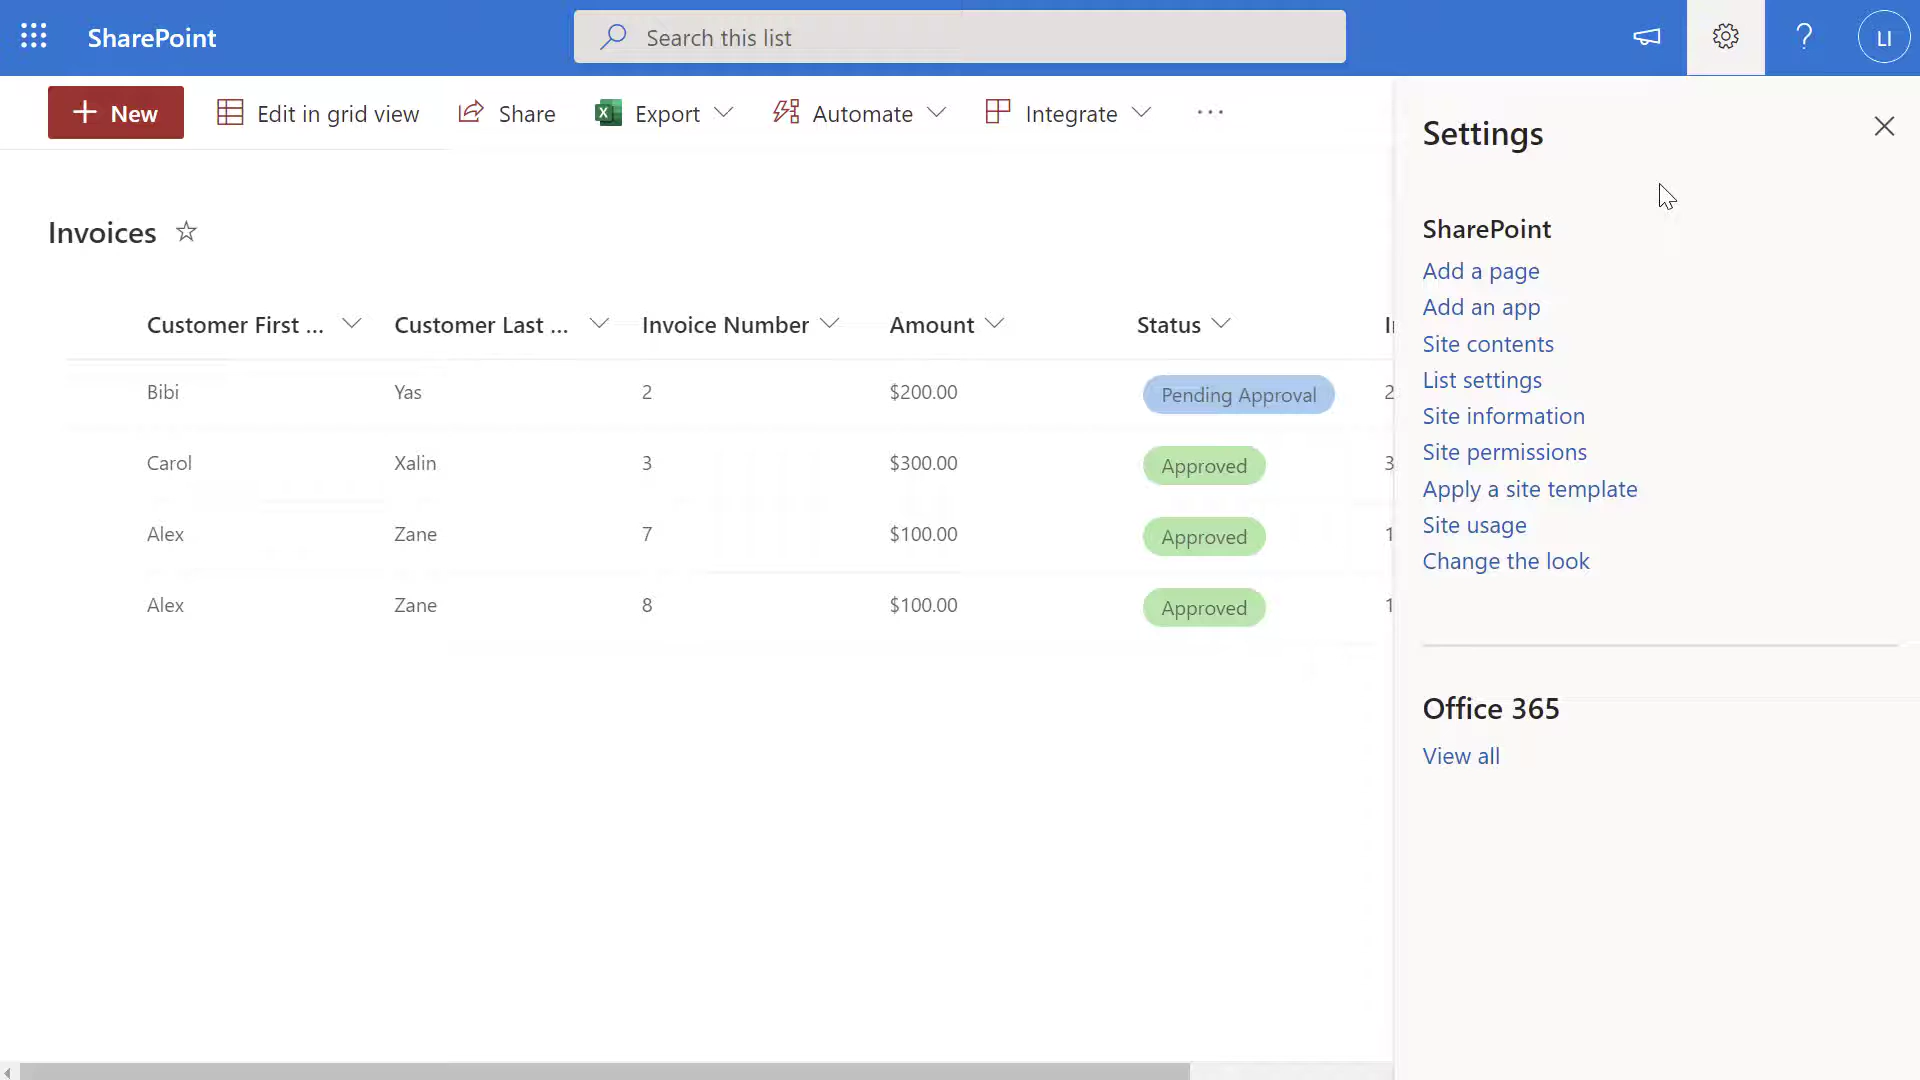 SharePoint
Search this list
LI
New
Edit in grid view
Share
Export
Automate
Integrate
Invoices
Customer First ...
Customer Last ...
Invoice Number
Amount
Status
Bibi
Yas
2
$200.00
Pending Approval
2
Carol
Xalin
3
$300.00
Approved
3
Alex
Zane
7
$100.00
Approved
1
Alex
Zane
8
$100.00
Approved
1
Settings
SharePoint
Add a page
Add an app
Site contents
List settings
Site information
Site permissions
Apply a site template
Site usage
Change the look
Office 365
View all